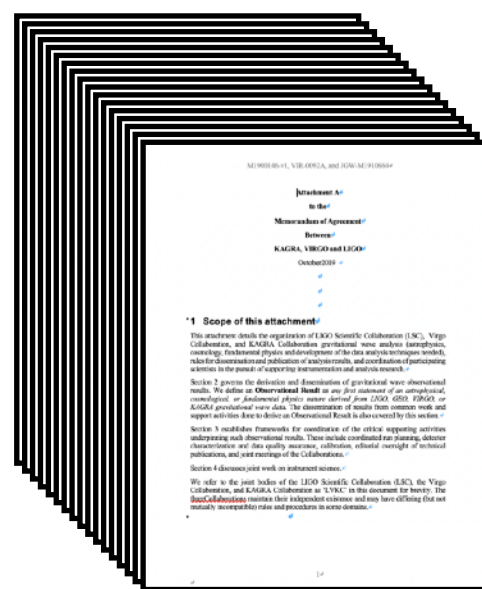 M1900146-v1, VIR-0092A, and JGW-M1910664
Attachment A
to the
Memorandum of Agreement
Between
KAGRA, VIRGO and LIGO
October2019
1 Scope of this attachment
This attachment details the organization of LIGO Scientific Collaboration (LSC), Virgo
Collaboration, and KAGRA Collaboration gravitational wave analysis (astrophysics,
cosmology, fundamental physics and development of the data analysis techniques needed),
rules for dissemination and publication of analysis results, and coordination of participating
scientists in the pursuit of supporting instrumentation and analysis research.
Section 2 governs the derivation and dissemination of gravitational wave observational
results. We define an Observational Result as any first statement of an astrophysical,
cosmological, or fundamental physics nature derived from LIGO, GEO, VIRGO, or
KAGRA gravitational wave data. The dissemination of results from common work and
support activities done to derive an Observational Result is also covered by this section.
Section 3 establishes frameworks for coordination of the critical supporting activities
underpinning such observational results. These include coordinated run planning, detector
characterization and data quality assurance, calibration, editorial oversight of technical
publications, and joint meetings of the Collaborations.
Section 4 discusses joint work on instrument science.
We refer to the joint bodies of the LIGO Scientific Collaboration (LSC), the Virgo
Collaboration, and KAGRA Collaboration as "LVKC" in this document for brevity. The
threeCollaborations maintain their independent existence and may have differing (but not
mutually incompatible) rules and procedures in some domains.